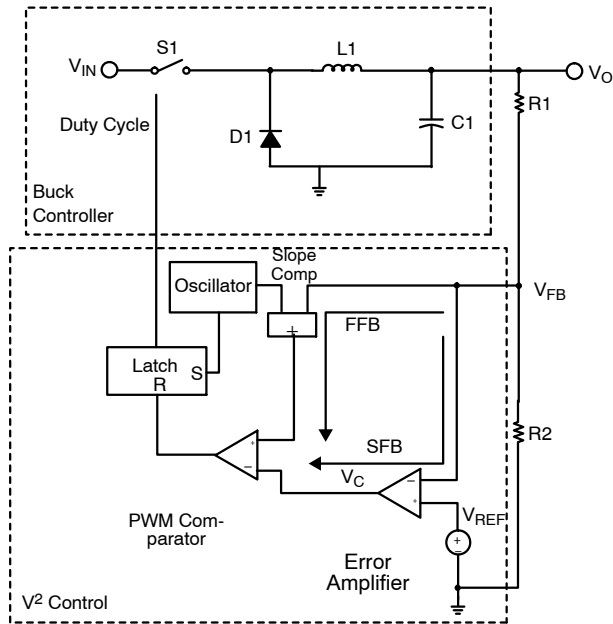 S1
L1
V_IN
V_O
R1
Duty Cycle
D1
C1
Buck
Controller
Slope
Comp
Oscillator
+
V_FB
FFB
Latch
S
R
R2
+
SFB
−
V_C
−
+
V_REF
PWM Com-
parator
+
−
Error
Amplifier
V² Control